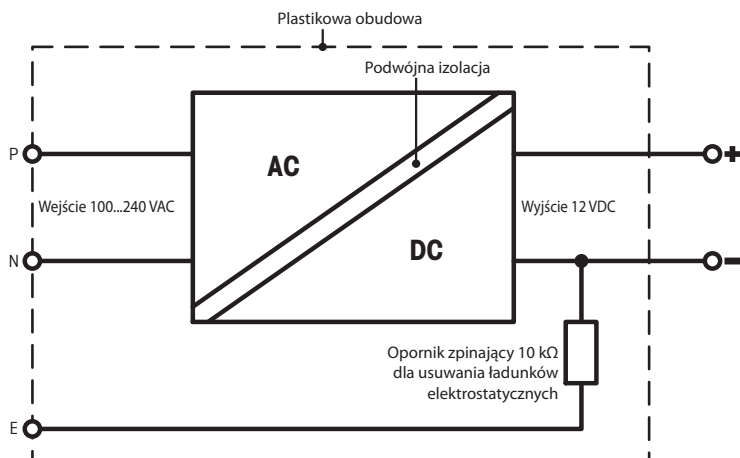 Plastikowa obudowa
Podwójna izolacja
P
AC
+
Wejście 100...240 VAC
Wyjście 12 VDC
DC
N
−
Opornik zpinający 10 kΩ
dla usuwania ładunków
elektrostatycznych
E